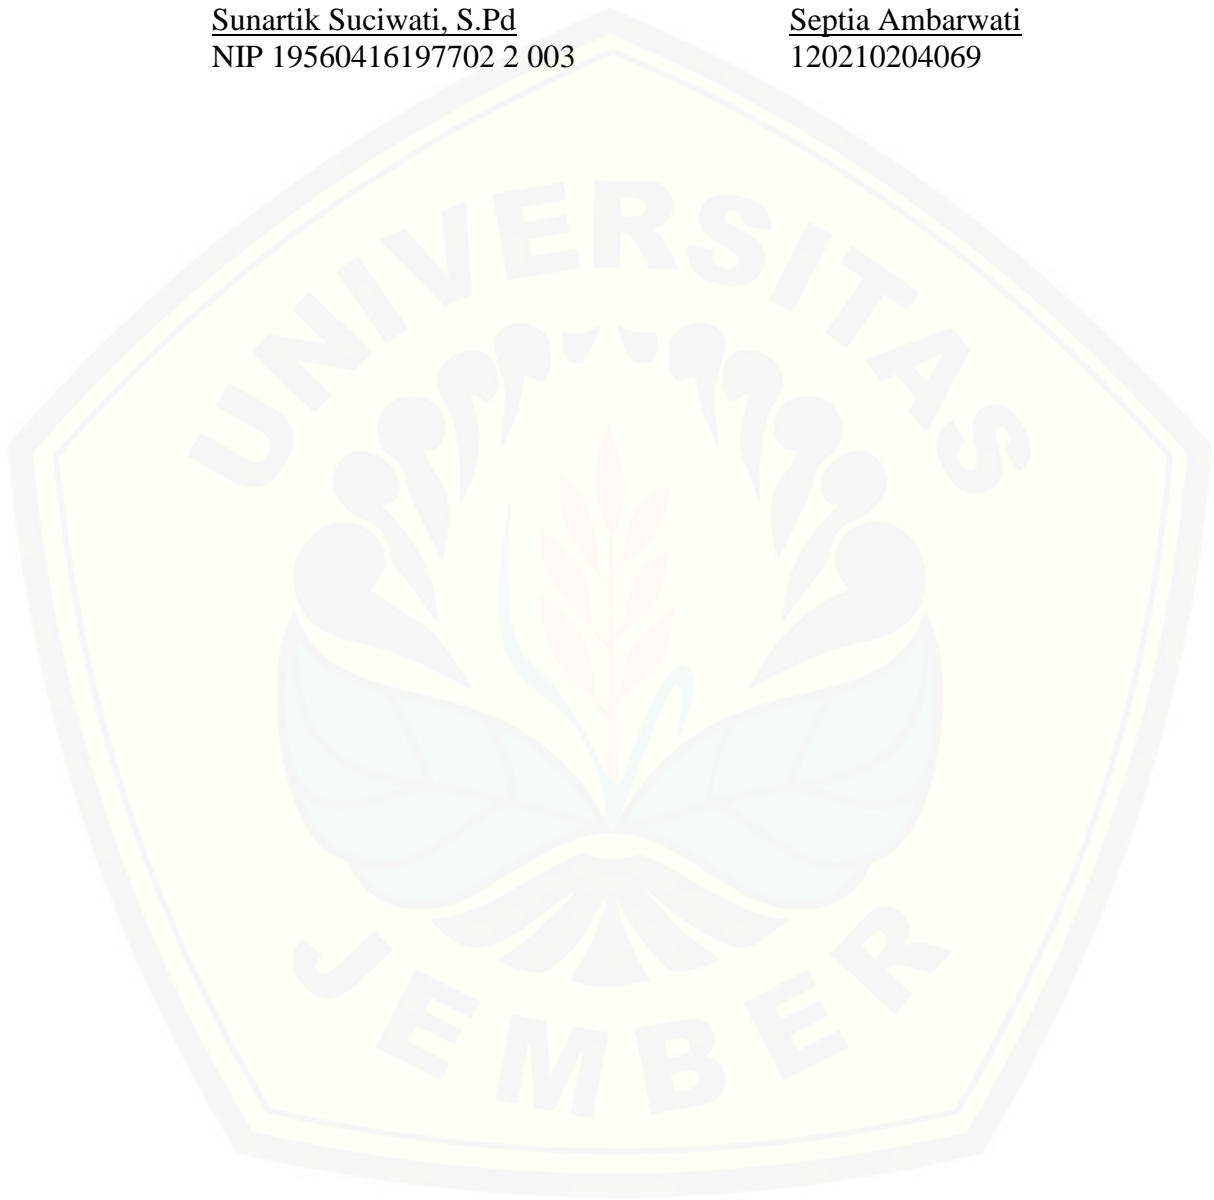 Sunartik Suciwati, S.Pd Septia Ambarwati
NIP 19560416197702 2 003 120210204069
UNIVERSITAS
JEMBER